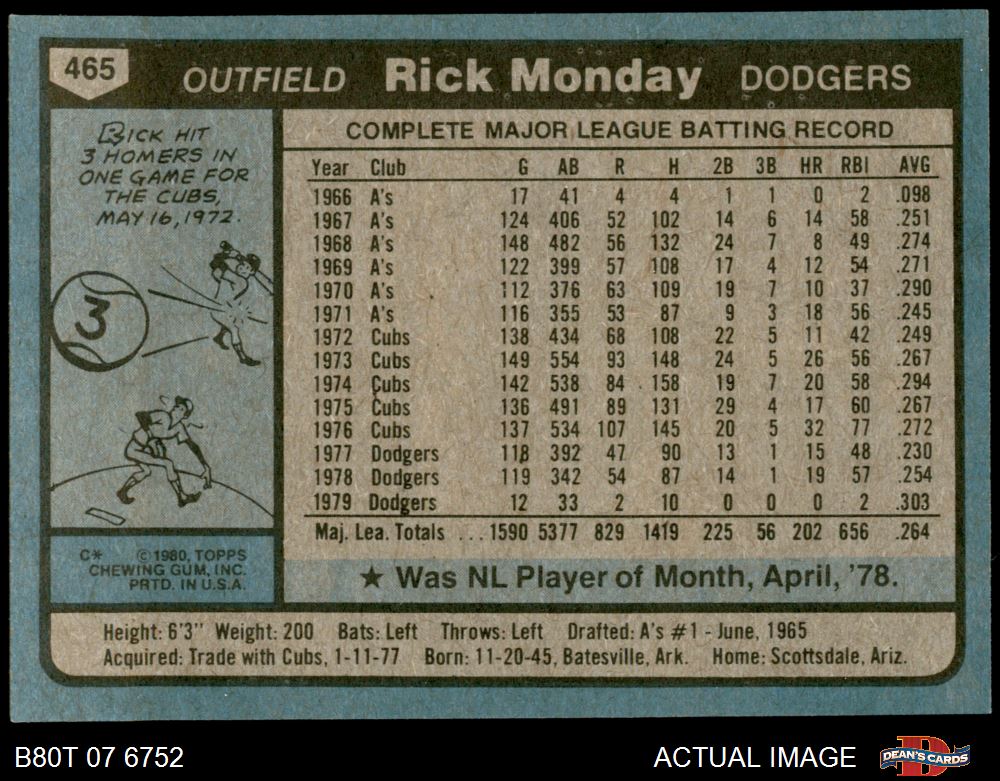 465 OUTFIELD Rick Monday DODGERS
RICK HIT
3 HOMERS IN
ONE GAME FOR
THE CUBS,
MAY 16, 1972.
3
C* ©1980, TOPPS
CHEWING GUM, INC.
PRTD. IN U.S.A.
COMPLETE MAJOR LEAGUE BATTING RECORD
Year Club G AB R H 2B 3B HR RBI AVG
1966 A's 17 41 4 4 1 1 0 2 .098
1967 A's 124 406 52 102 14 6 14 58 .251
1968 A's 148 482 56 132 24 7 8 49 .274
1969 A's 122 399 57 108 17 4 12 54 .271
1970 A's 112 376 63 109 19 7 10 37 .290
1971 A's 116 355 53 87 9 3 18 56 .245
1972 Cubs 138 434 68 108 22 5 11 42 .249
1973 Cubs 149 554 93 148 24 5 26 56 .267
1974 Cubs 142 538 84 158 19 7 20 58 .294
1975 Cubs 136 491 89 131 29 4 17 60 .267
1976 Cubs 137 534 107 145 20 5 32 77 .272
1977 Dodgers 118 392 47 90 13 1 15 48 .230
1978 Dodgers 119 342 54 87 14 1 19 57 .254
1979 Dodgers 12 33 2 10 0 0 0 2 .303
Maj. Lea. Totals ... 1590 5377 829 1419 225 56 202 656 .264
★ Was NL Player of Month, April, '78.
Height: 6'3" Weight: 200 Bats: Left Throws: Left Drafted: A's #1 - June, 1965
Acquired: Trade with Cubs, 1-11-77 Born: 11-20-45, Batesville, Ark. Home: Scottsdale, Ariz.
B80T 07 6752 ACTUAL IMAGE D DEAN'S CARDS